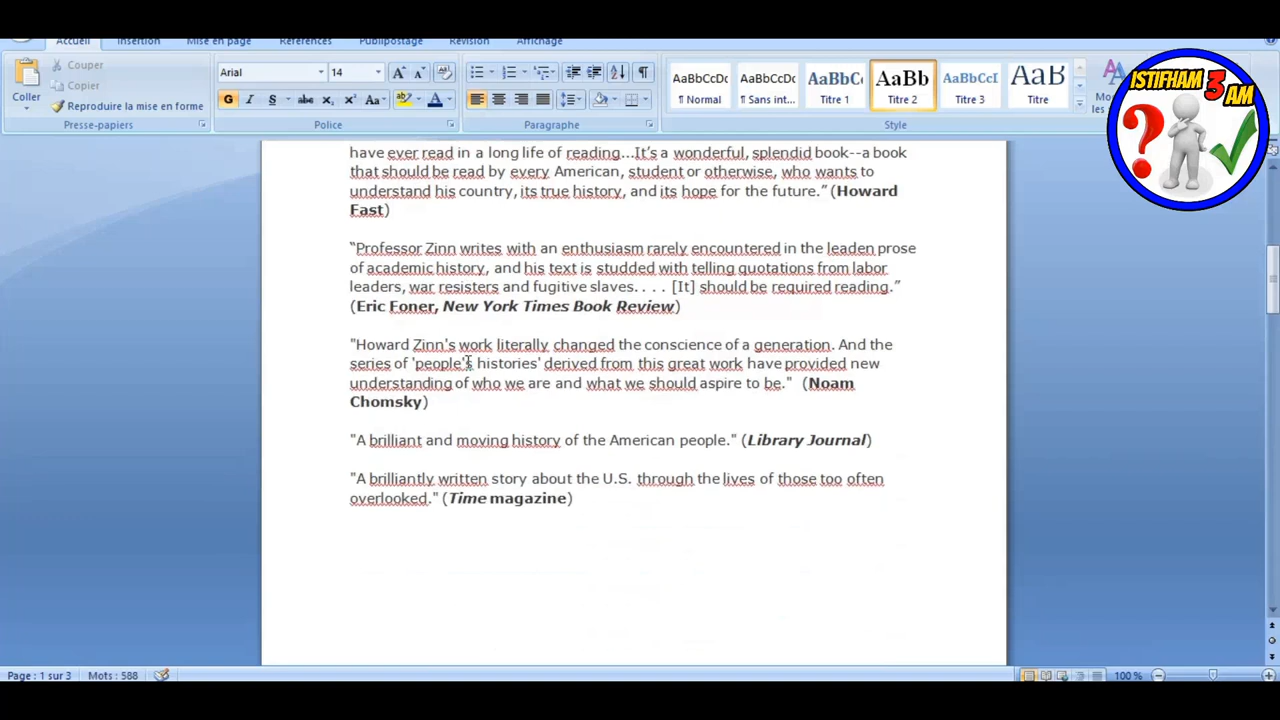 Accueil Insertion Mise en page Références Publipostage Révision Affichage
Coller
Couper
Copier
Reproduire la mise en forme
Presse-papiers
Arial 14
G I S abc x₂ x² Aa
Police
Paragraphe
AaBbCcDc AaBbCcDc AaBbC AaBb AaBbCcI AaB
¶ Normal ¶ Sans int... Titre 1 Titre 2 Titre 3 Titre
Style
ISTIFHAM 3 AM
have ever read in a long life of reading...It's a wonderful, splendid book--a book
that should be read by every American, student or otherwise, who wants to
understand his country, its true history, and its hope for the future.” (Howard
Fast)
“Professor Zinn writes with an enthusiasm rarely encountered in the leaden prose
of academic history, and his text is studded with telling quotations from labor
leaders, war resisters and fugitive slaves. . . . [It] should be required reading.”
(Eric Foner, New York Times Book Review)
"Howard Zinn's work literally changed the conscience of a generation. And the
series of 'people's histories' derived from this great work have provided new
understanding of who we are and what we should aspire to be." (Noam
Chomsky)
"A brilliant and moving history of the American people." (Library Journal)
"A brilliantly written story about the U.S. through the lives of those too often
overlooked." (Time magazine)
Page : 1 sur 3 Mots : 588
100 %